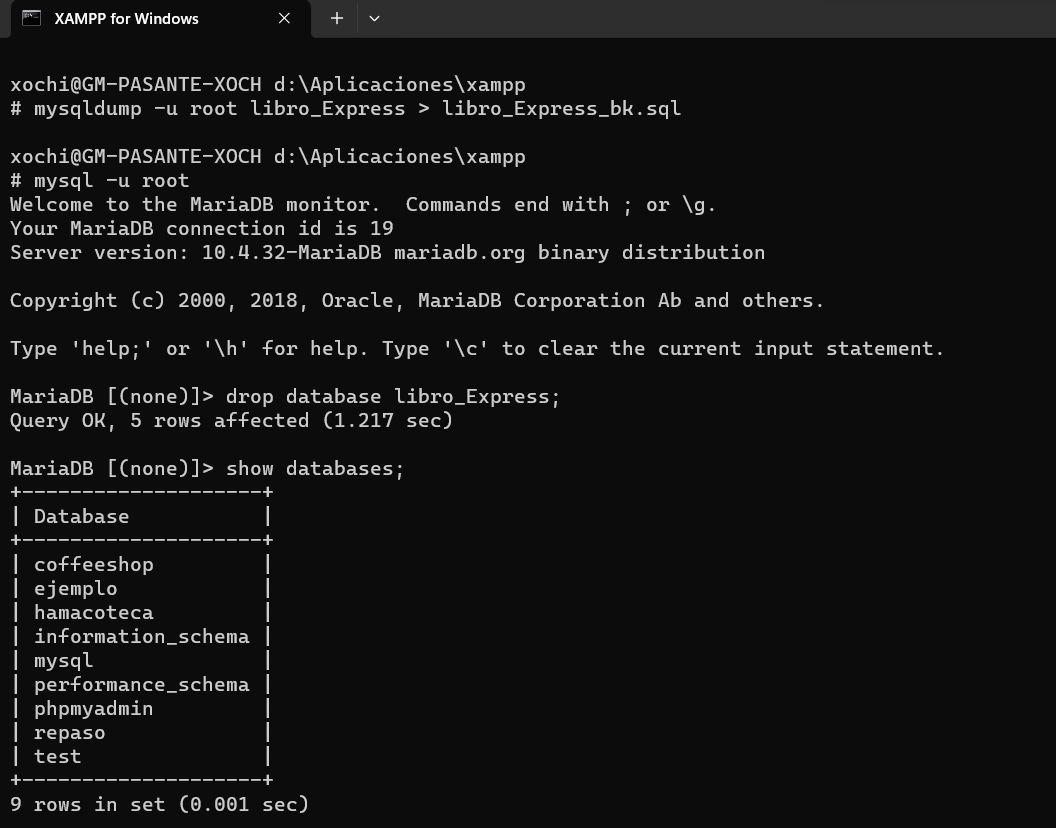 XAMPP for Windows
xochi@GM-PASANTE-XOCH d:\Aplicaciones\xampp
# mysqldump -u root libro_Express > libro_Express_bk.sql
xochi@GM-PASANTE-XOCH d:\Aplicaciones\xampp
# mysql -u root
Welcome to the MariaDB monitor.  Commands end with ; or \g.
Your MariaDB connection id is 19
Server version: 10.4.32-MariaDB mariadb.org binary distribution
Copyright (c) 2000, 2018, Oracle, MariaDB Corporation Ab and others.
Type 'help;' or '\h' for help. Type '\c' to clear the current input statement.
MariaDB [(none)]> drop database libro_Express;
Query OK, 5 rows affected (1.217 sec)
MariaDB [(none)]> show databases;
+--------------------+
| Database           |
+--------------------+
| coffeeshop         |
| ejemplo            |
| hamacoteca         |
| information_schema |
| mysql              |
| performance_schema |
| phpmyadmin         |
| repaso             |
| test               |
+--------------------+
9 rows in set (0.001 sec)